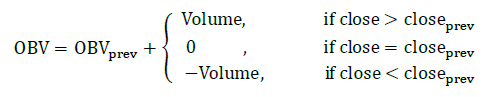 Volume, if close > close_prev
OBV = OBV_prev + { 0 , if close = close_prev
−Volume, if close < close_prev